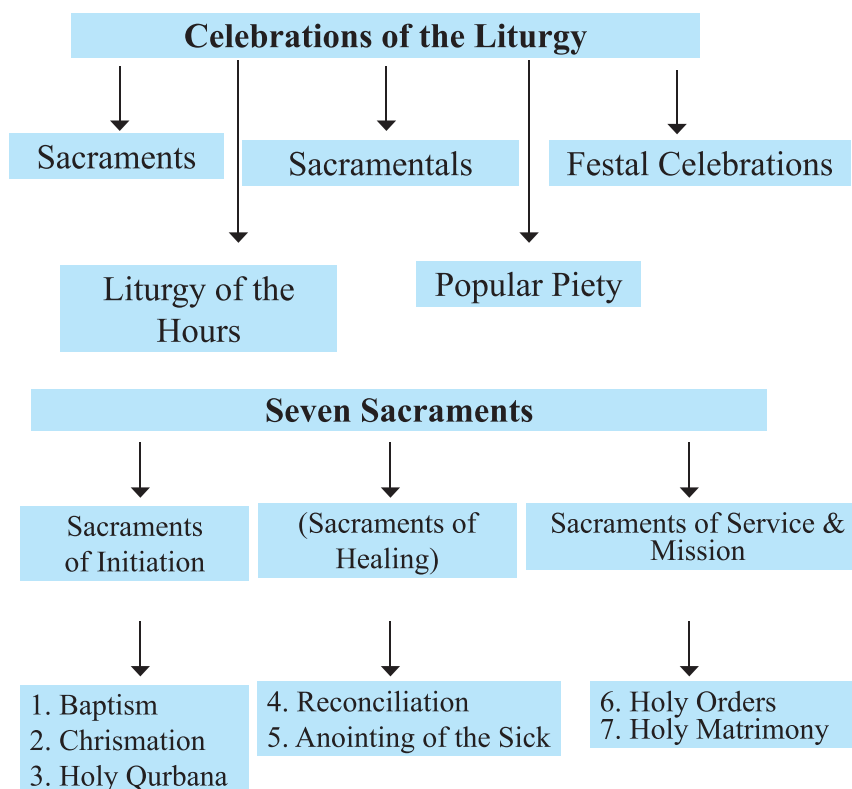 Celebrations of the Liturgy
Sacraments
Sacramentals
Festal Celebrations
Liturgy of the
Hours
Popular Piety
Seven Sacraments
Sacraments
of Initiation
(Sacraments of
Healing)
Sacraments of Service &
Mission
1. Baptism
2. Chrismation
3. Holy Qurbana
4. Reconciliation
5. Anointing of the Sick
6. Holy Orders
7. Holy Matrimony